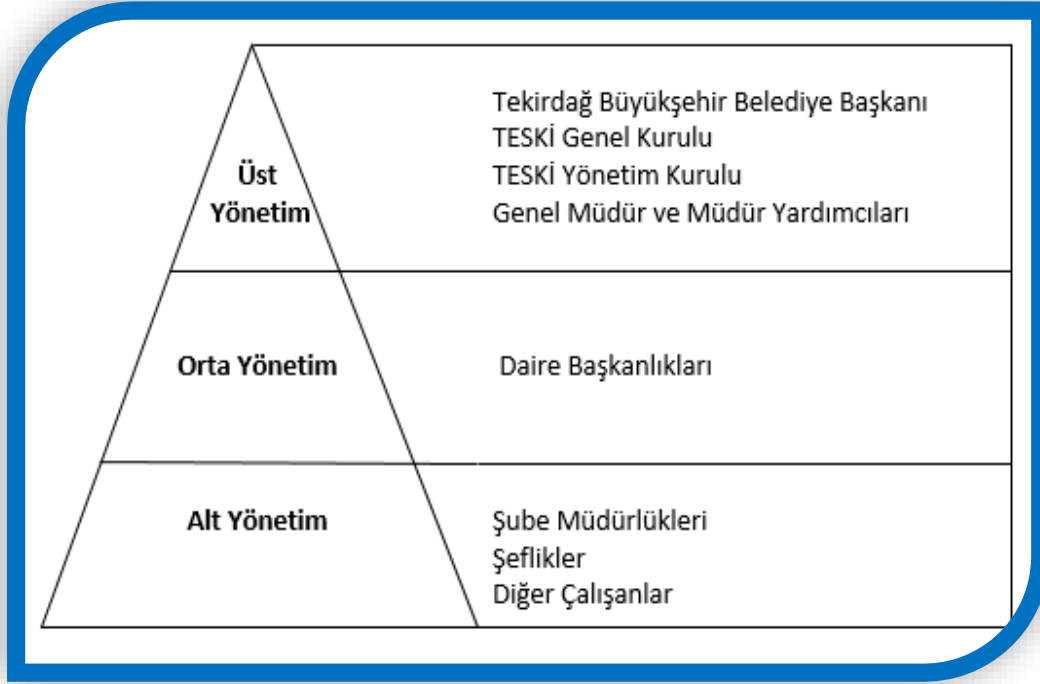 Üst
Yönetim
Tekirdağ Büyükşehir Belediye Başkanı
TESKİ Genel Kurulu
TESKİ Yönetim Kurulu
Genel Müdür ve Müdür Yardımcıları
Orta Yönetim
Daire Başkanlıkları
Alt Yönetim
Şube Müdürlükleri
Şeflikler
Diğer Çalışanlar